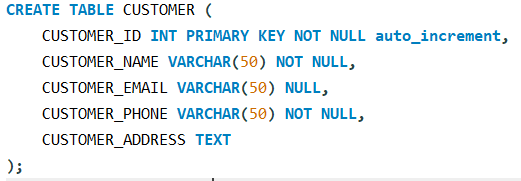 CREATE TABLE CUSTOMER (
CUSTOMER_ID INT PRIMARY KEY NOT NULL auto_increment,
CUSTOMER_NAME VARCHAR(50) NOT NULL,
CUSTOMER_EMAIL VARCHAR(50) NULL,
CUSTOMER_PHONE VARCHAR(50) NOT NULL,
CUSTOMER_ADDRESS TEXT
);